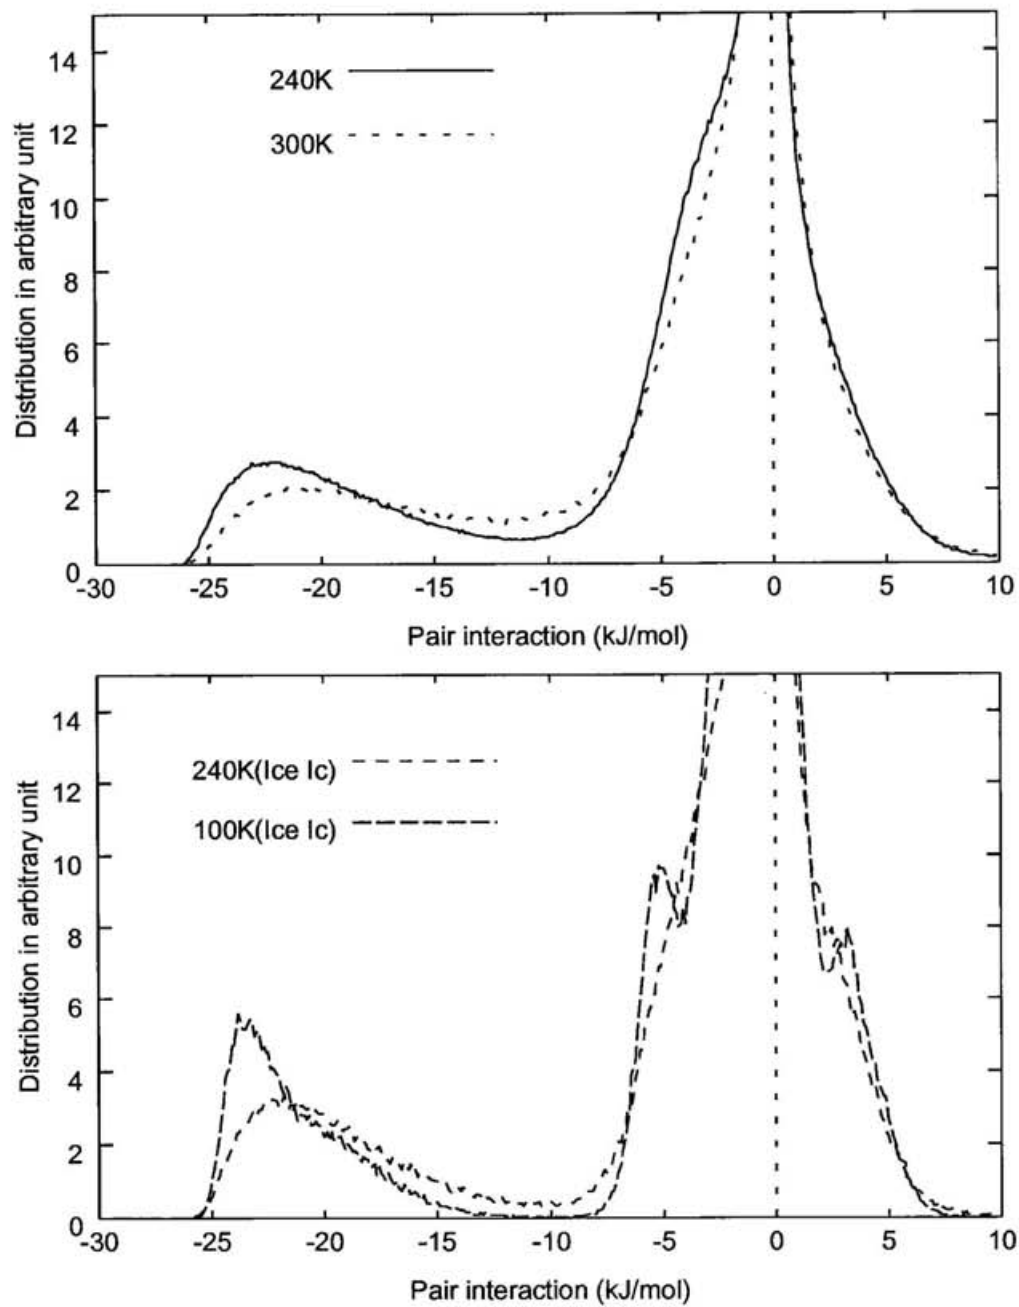 14
12
10
8
6
4
2
0
240K
300K
Distribution in arbitrary unit
-30 -25 -20 -15 -10 -5 0 5 10
Pair interaction (kJ/mol)
14
12
10
8
6
4
2
0
240K(Ice Ic)
100K(Ice Ic)
Distribution in arbitrary unit
-30 -25 -20 -15 -10 -5 0 5 10
Pair interaction (kJ/mol)